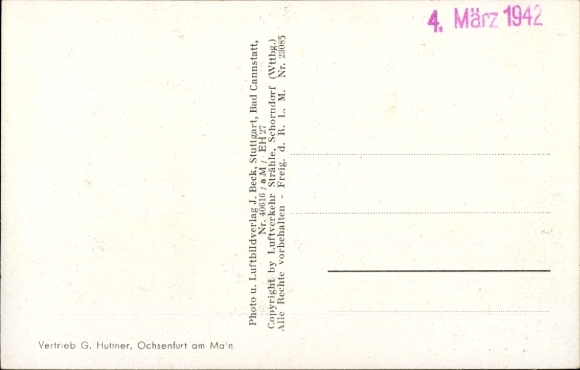 4. März 1942
Photo u. Luftbildverlag J. Beck, Stuttgart, Bad Cannstatt,
Nr. 40616 / a M / EH 27
Copyright by Luftverkehr Strähle, Schorndorf (Wttbg.)
Alle Rechte vorbehalten - Freig. d. R. L. M. Nr. 23085
Vertrieb G. Huttner, Ochsenfurt am Main